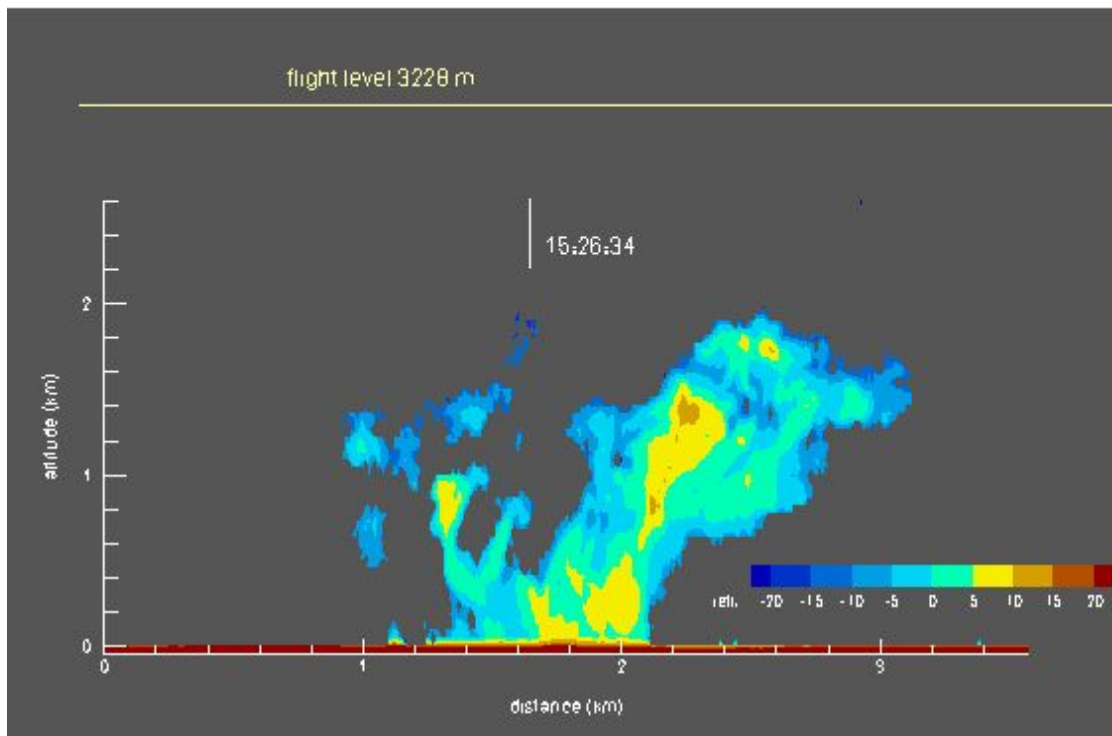 flight level 3228 m
15:26:34
2
1
0
altitude (km)
refl. -20 -15 -10 -5 0 5 10 15 20
0 1 2 3
distance (km)